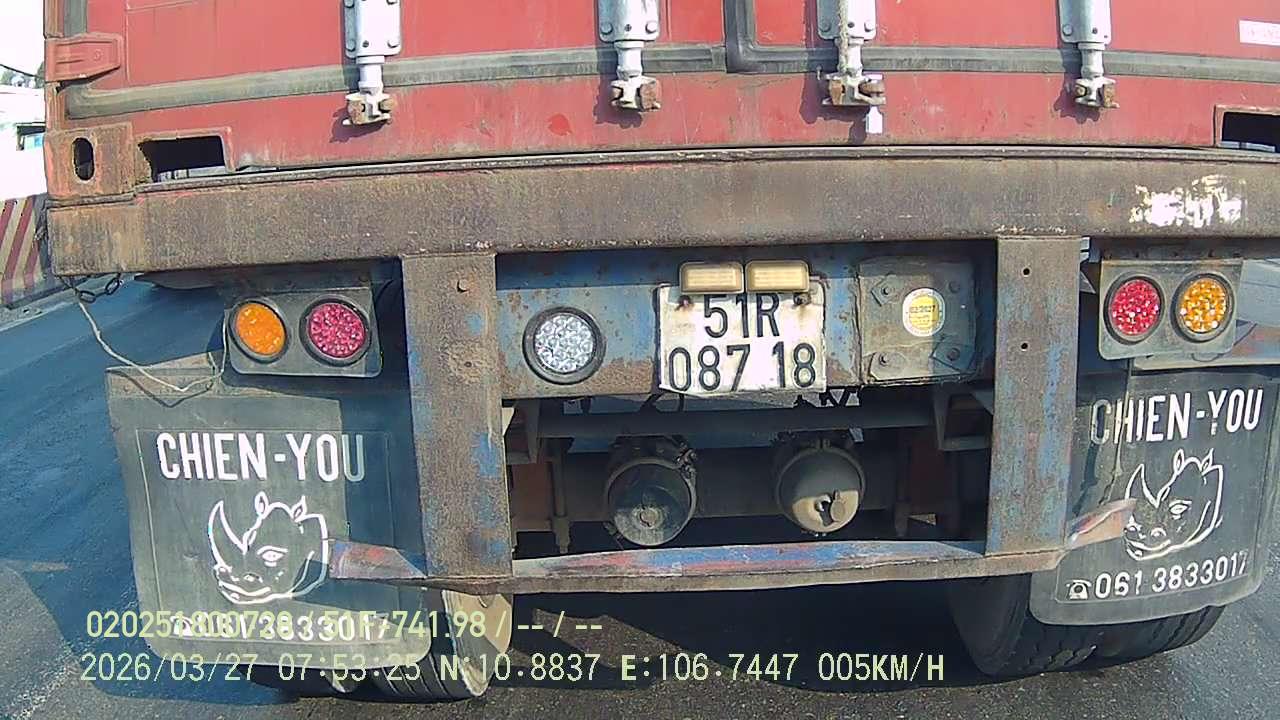 51R
087 18
CHIEN-YOU
CHIEN-YOU
061 3833017
2026/03/27 07:53:25 N:10.8837 E:106.7447 005KM/H